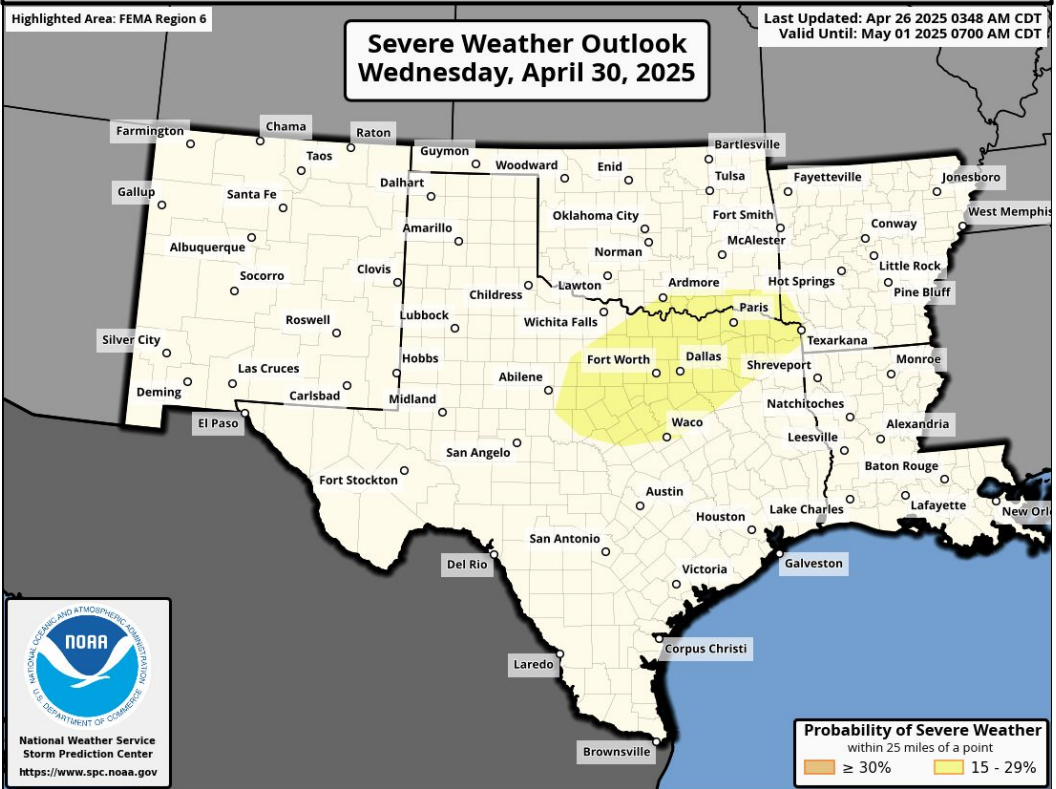 Highlighted Area: FEMA Region 6
Severe Weather Outlook
Wednesday, April 30, 2025
Last Updated: Apr 26 2025 0348 AM CDT
Valid Until: May 01 2025 0700 AM CDT
Farmington
Chama
Raton
Taos
Guymon
Woodward
Enid
Bartlesville
Tulsa
Fayetteville
Jonesboro
Gallup
Santa Fe
Dalhart
Amarillo
Oklahoma City
Fort Smith
Conway
West Memphis
Albuquerque
Norman
McAlester
Little Rock
Socorro
Clovis
Childress
Lawton
Ardmore
Hot Springs
Pine Bluff
Roswell
Lubbock
Wichita Falls
Paris
Texarkana
Silver City
Las Cruces
Hobbs
Fort Worth
Dallas
Shreveport
Monroe
Deming
Carlsbad
Midland
Abilene
Natchitoches
El Paso
San Angelo
Waco
Leesville
Alexandria
Fort Stockton
Austin
Houston
Lake Charles
Baton Rouge
Lafayette
New Orl
Del Rio
San Antonio
Victoria
Galveston
Laredo
Corpus Christi
Brownsville
NATIONAL OCEANIC AND ATMOSPHERIC ADMINISTRATION
NOAA
U.S. DEPARTMENT OF COMMERCE
National Weather Service
Storm Prediction Center
https://www.spc.noaa.gov
Probability of Severe Weather
within 25 miles of a point
≥ 30%
15 - 29%